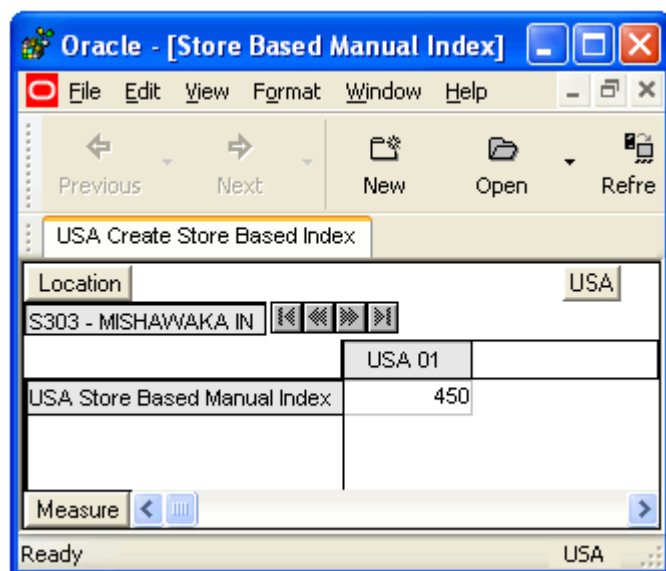 Oracle - [Store Based Manual Index]
File Edit View Format Window Help
Previous Next New Open Refre
USA Create Store Based Index
Location USA
S303 - MISHAWAKA IN
USA 01
USA Store Based Manual Index 450
Measure
Ready USA